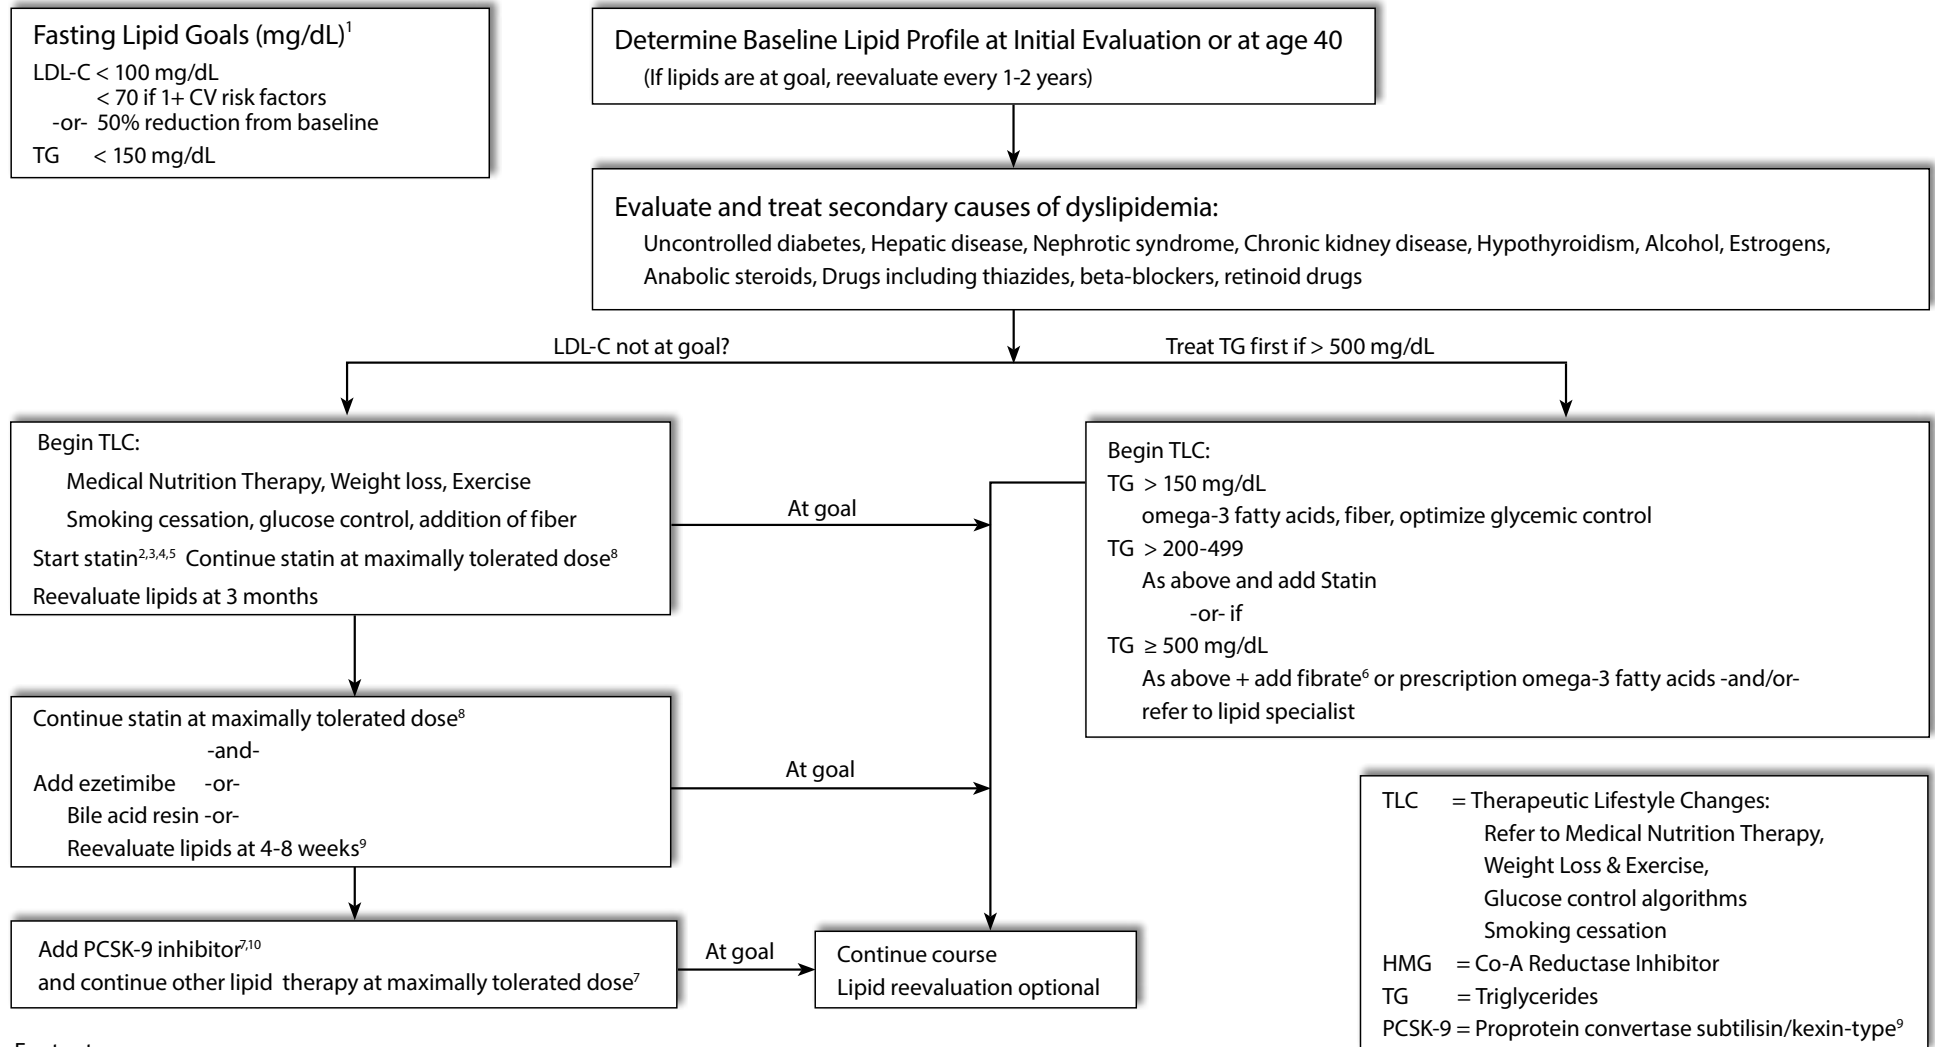 Fasting Lipid Goals (mg/dL)1
LDL-C < 100 mg/dL
< 70 if 1+ CV risk factors
-or- 50% reduction from baseline
TG < 150 mg/dL
Determine Baseline Lipid Profile at Initial Evaluation or at age 40
(If lipids are at goal, reevaluate every 1-2 years)
Evaluate and treat secondary causes of dyslipidemia:
Uncontrolled diabetes, Hepatic disease, Nephrotic syndrome, Chronic kidney disease, Hypothyroidism, Alcohol, Estrogens,
Anabolic steroids, Drugs including thiazides, beta-blockers, retinoid drugs
LDL-C not at goal?
Treat TG first if > 500 mg/dL
Begin TLC:
Medical Nutrition Therapy, Weight loss, Exercise
Smoking cessation, glucose control, addition of fiber
Start statin2,3,4,5 Continue statin at maximally tolerated dose8
Reevaluate lipids at 3 months
At goal
Begin TLC:
TG > 150 mg/dL
omega-3 fatty acids, fiber, optimize glycemic control
TG > 200-499
As above and add Statin
-or- if
TG ≥ 500 mg/dL
As above + add fibrate6 or prescription omega-3 fatty acids -and/or-
refer to lipid specialist
Continue statin at maximally tolerated dose8
-and-
Add ezetimibe -or-
Bile acid resin -or-
Reevaluate lipids at 4-8 weeks9
At goal
Add PCSK-9 inhibitor7,10
and continue other lipid therapy at maximally tolerated dose7
At goal
Continue course
Lipid reevaluation optional
TLC = Therapeutic Lifestyle Changes:
Refer to Medical Nutrition Therapy,
Weight Loss & Exercise,
Glucose control algorithms
Smoking cessation
HMG = Co-A Reductase Inhibitor
TG = Triglycerides
PCSK-9 = Proprotein convertase subtilisin/kexin-type9